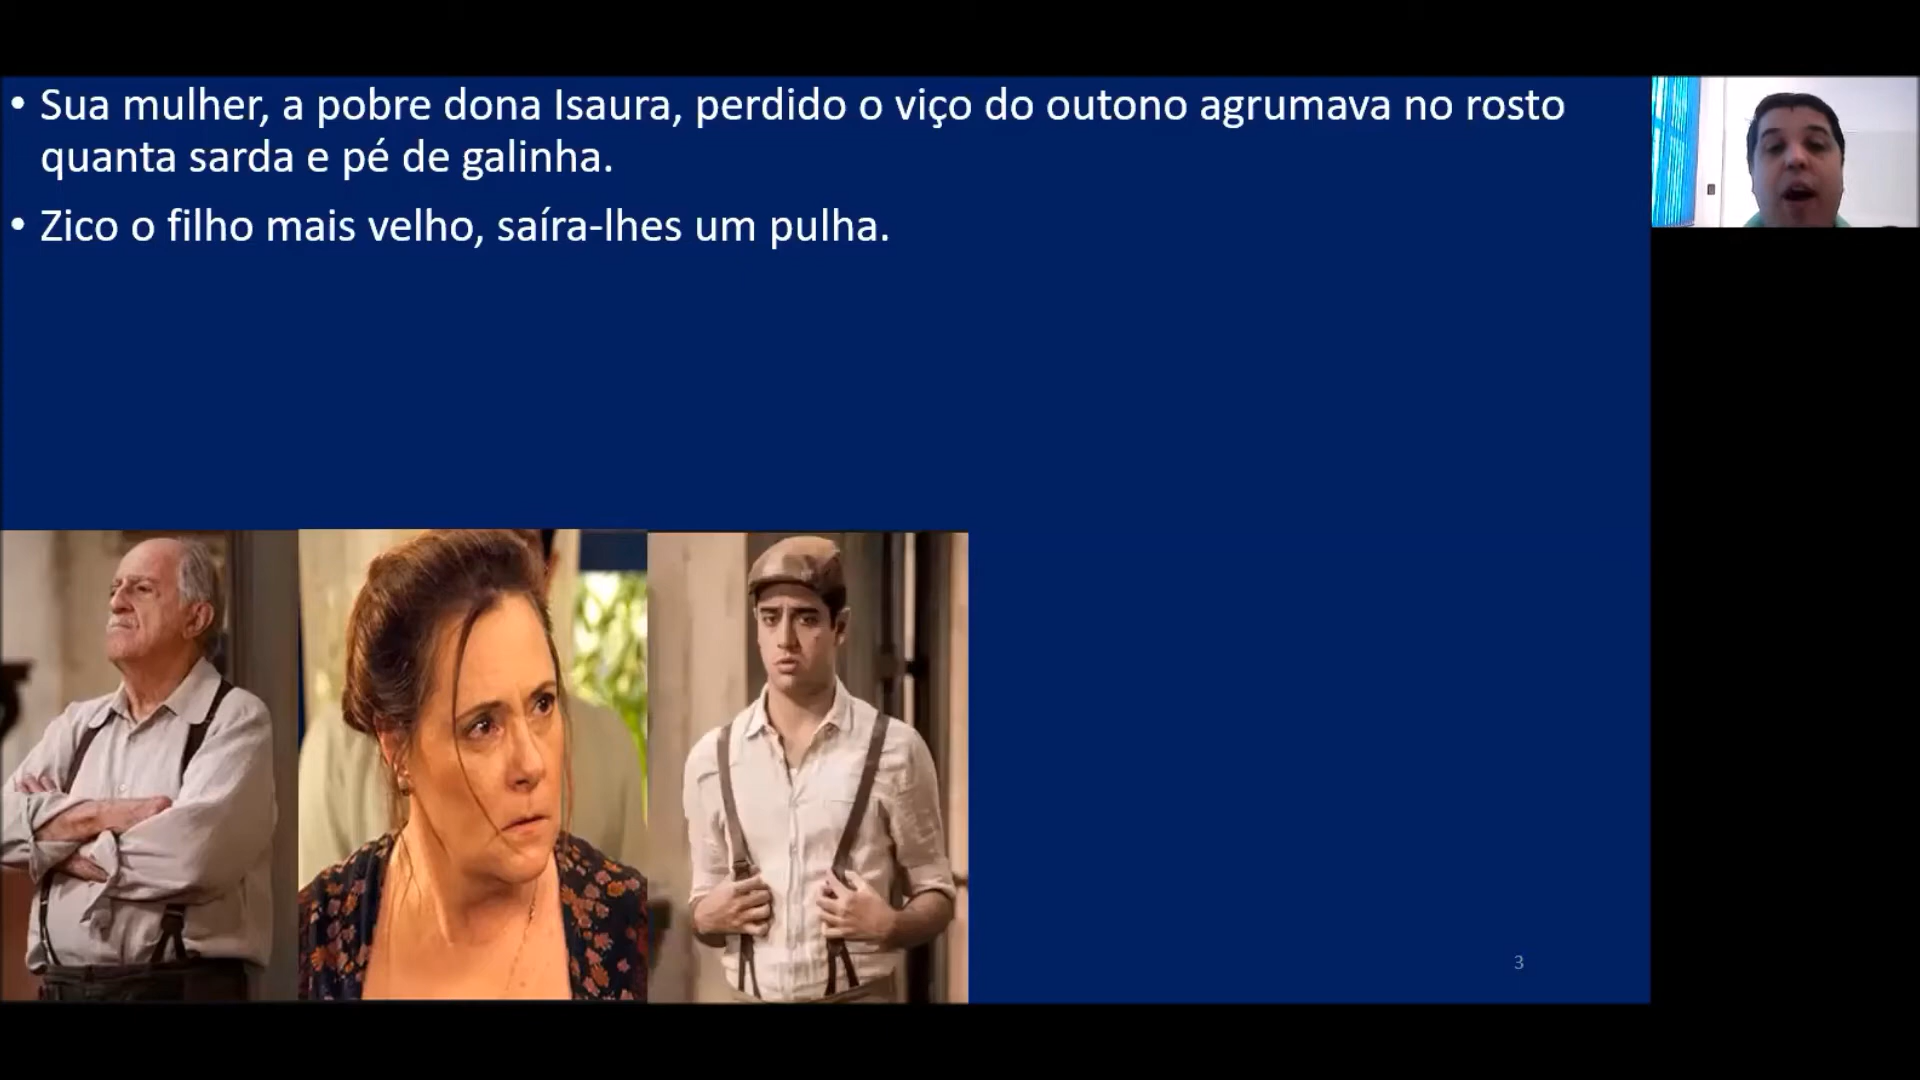 • Sua mulher, a pobre dona Isaura, perdido o viço do outono agrumava no rosto
quanta sarda e pé de galinha.
• Zico o filho mais velho, saíra-lhes um pulha.
3